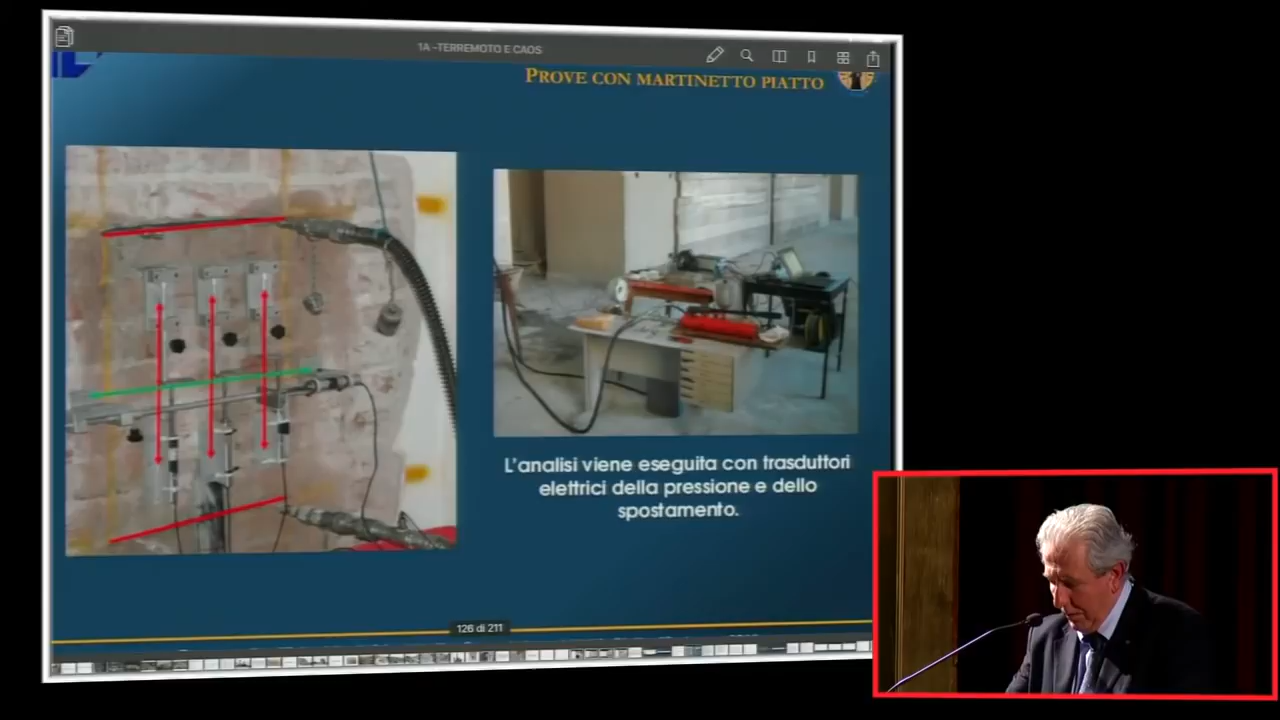 1A -TERREMOTO E CAOS
PROVE CON MARTINETTO PIATTO
L'analisi viene eseguita con trasduttori
elettrici della pressione e dello
spostamento.
126 di 211